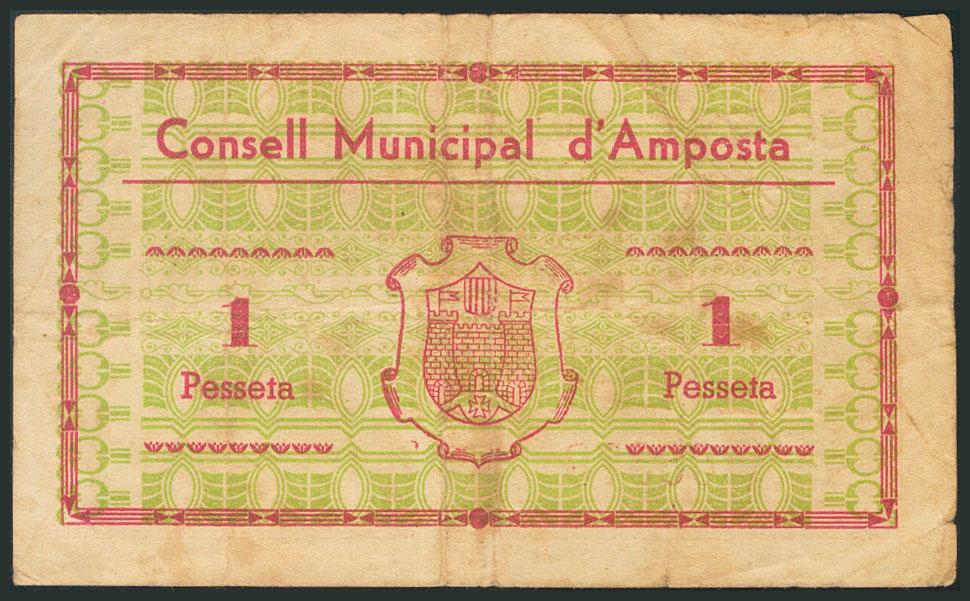 Consell Municipal d'Amposta
1 1
Pesseta Pesseta